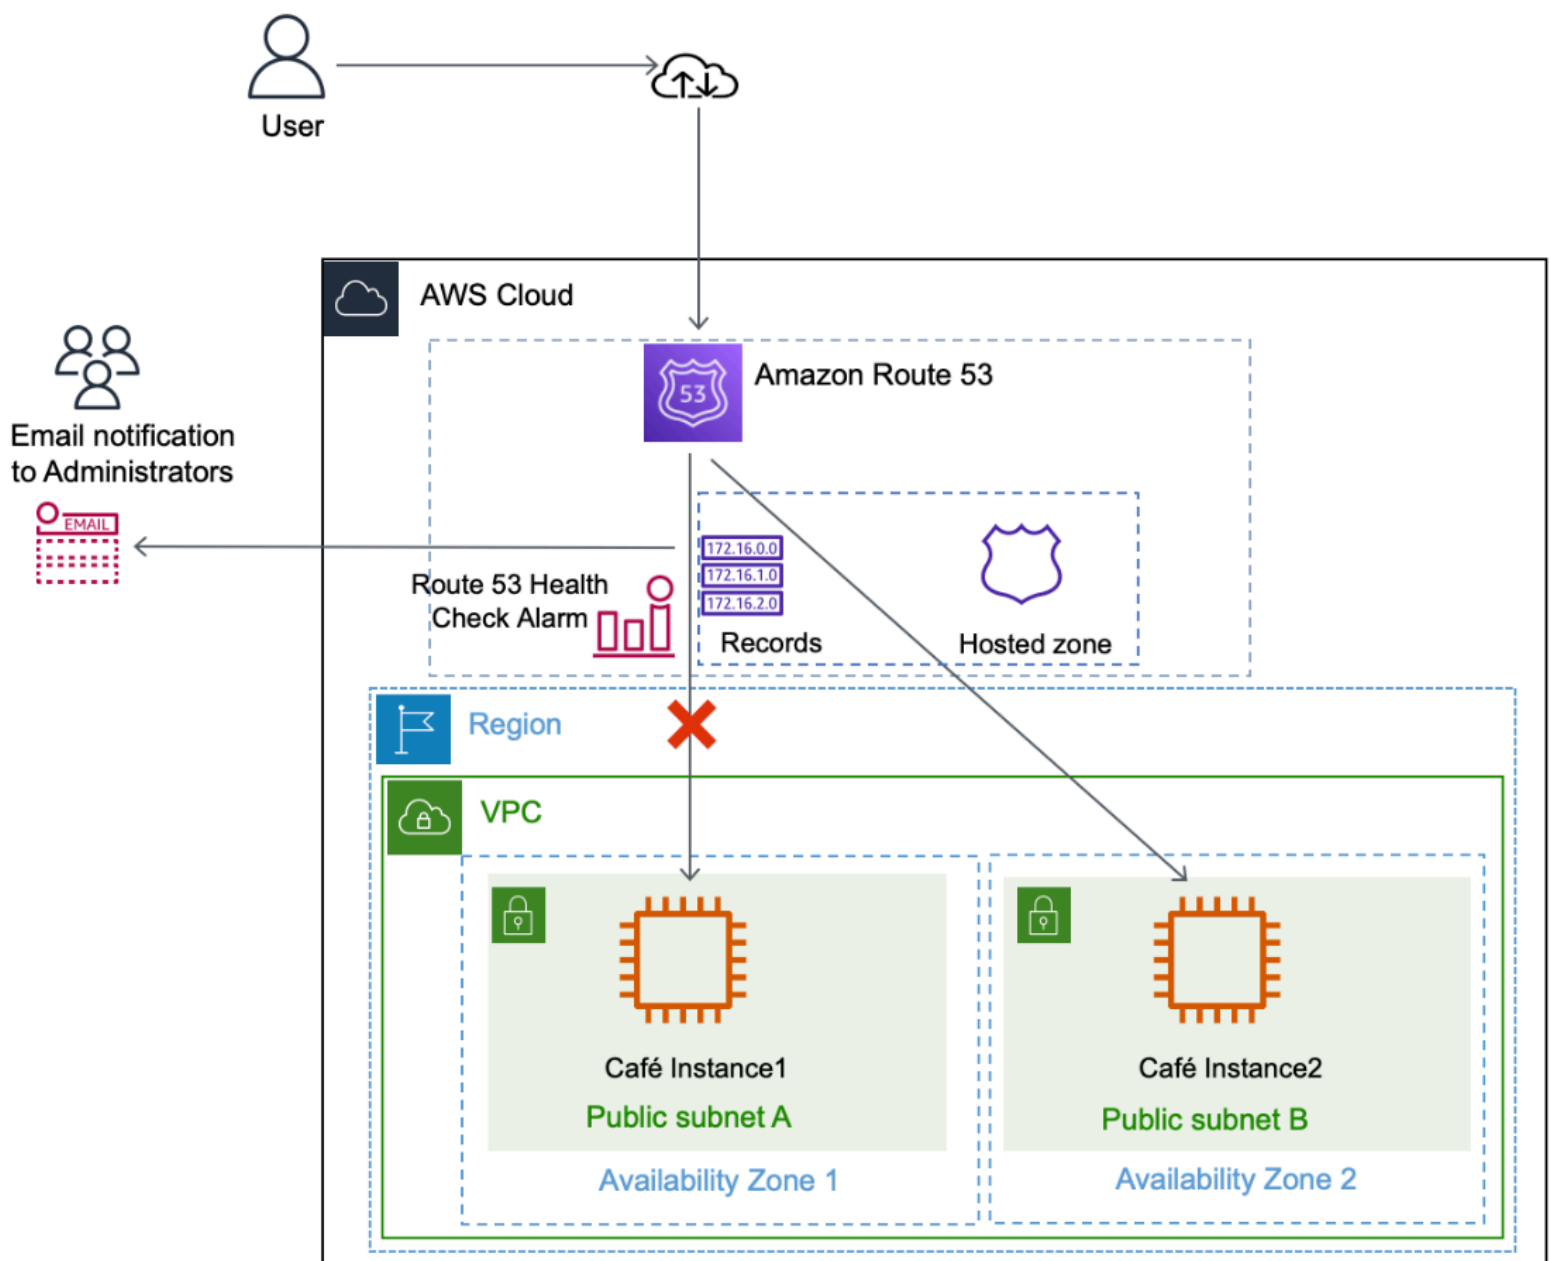 User
AWS Cloud
53
Amazon Route 53
Email notification
to Administrators
EMAIL
Route 53 Health
Check Alarm
172.16.0.0
172.16.1.0
172.16.2.0
Records
Hosted zone
Region
VPC
Café Instance1
Public subnet A
Availability Zone 1
Café Instance2
Public subnet B
Availability Zone 2